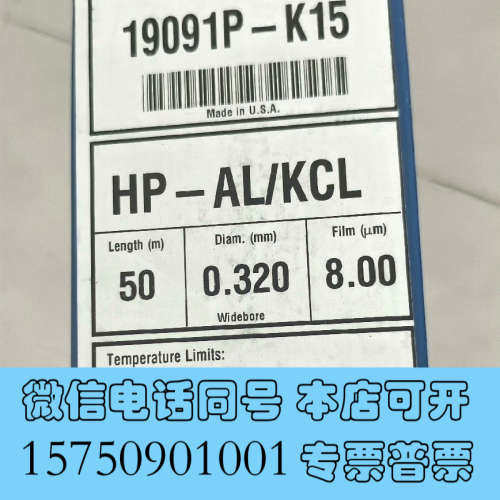 19091P-K15
Made in U.S.A.
HP-AL/KCL
Length (m) Diam. (mm) Film (μm)
50 0.320 8.00
Widebore
Temperature Limits:
微信电话同号 本店可开
15750901001 专票普票